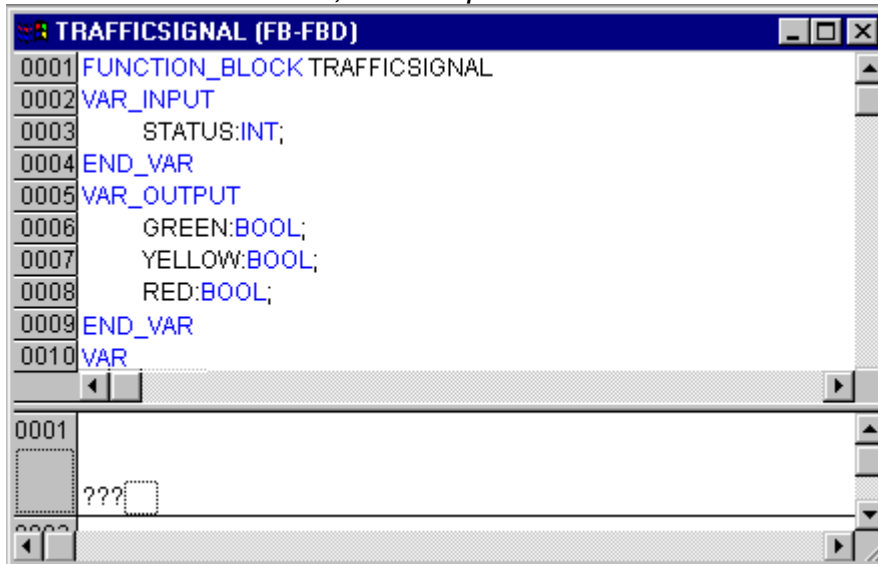 TRAFFICSIGNAL (FB-FBD)
0001 FUNCTION_BLOCK TRAFFICSIGNAL
0002 VAR_INPUT
0003 STATUS:INT;
0004 END_VAR
0005 VAR_OUTPUT
0006 GREEN:BOOL;
0007 YELLOW:BOOL;
0008 RED:BOOL;
0009 END_VAR
0010 VAR
0001
???